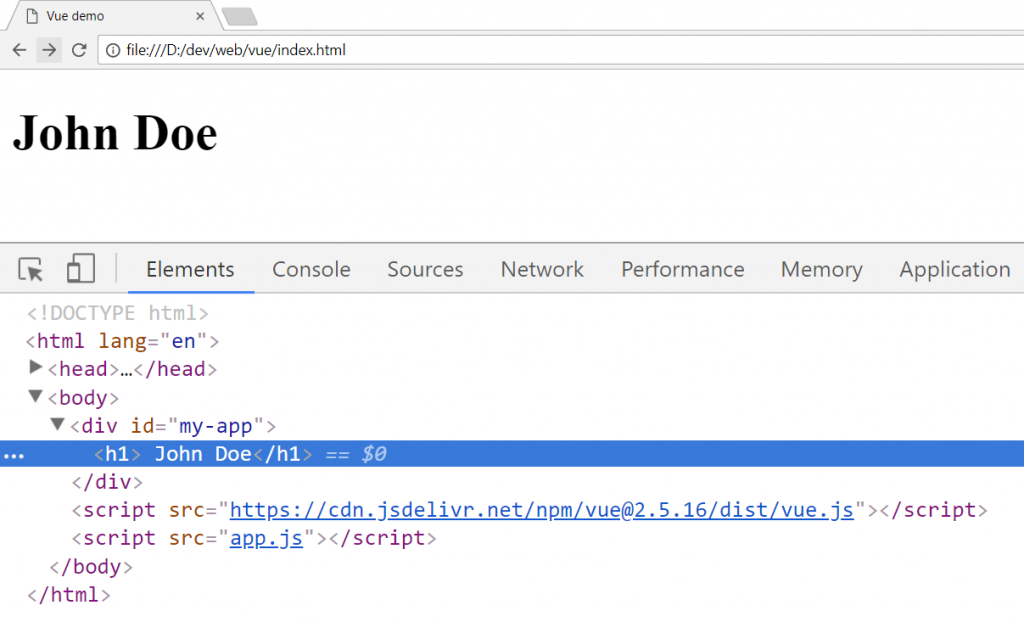 Vue demo
file:///D:/dev/web/vue/index.html
John Doe
Elements Console Sources Network Performance Memory Application
<!DOCTYPE html>
<html lang="en">
<head>…</head>
<body>
<div id="my-app">
... <h1> John Doe</h1> == $0
</div>
<script src="https://cdn.jsdelivr.net/npm/vue@2.5.16/dist/vue.js"></script>
<script src="app.js"></script>
</body>
</html>